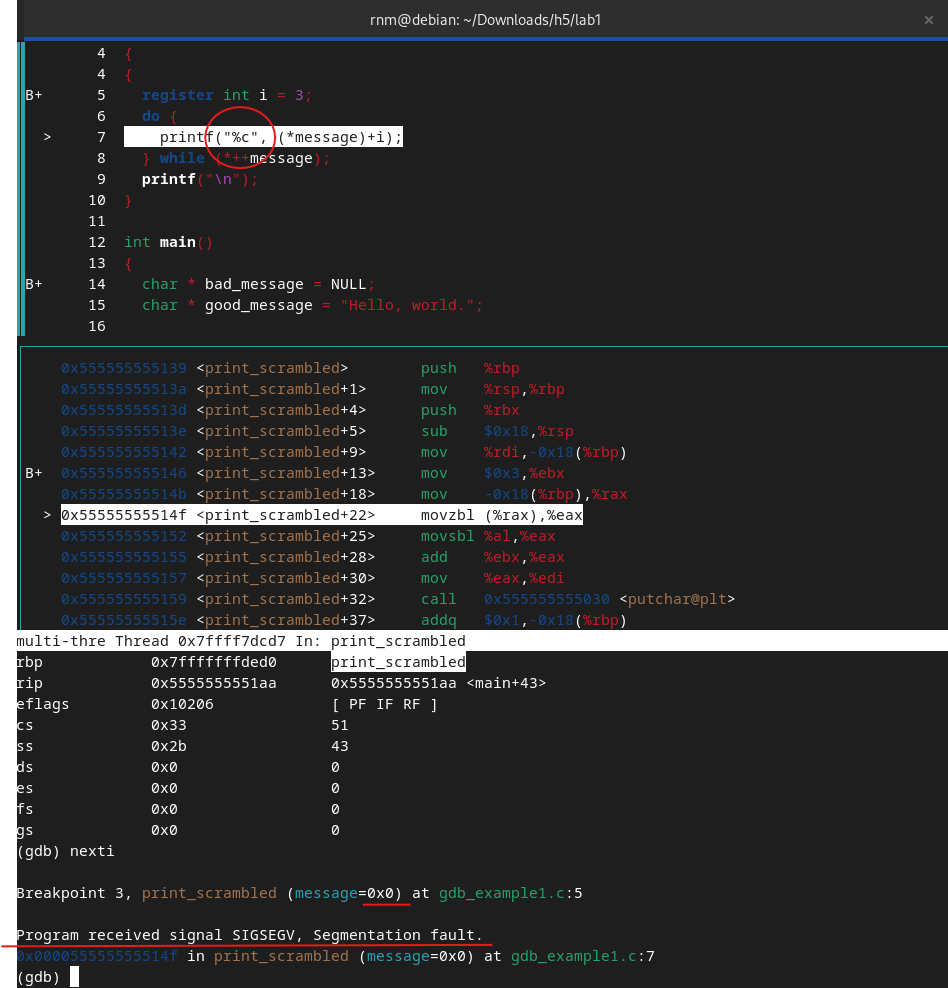 rnm@debian: ~/Downloads/h5/lab1 ×
4 {
4 {
B+ 5 register int i = 3;
6 do {
> 7 printf("%c", (*message)+i);
8 } while (*++message);
9 printf("\n");
10 }
11
12 int main()
13 {
B+ 14 char * bad_message = NULL;
15 char * good_message = "Hello, world.";
16
0x555555555139 <print_scrambled> push %rbp
0x55555555513a <print_scrambled+1> mov %rsp,%rbp
0x55555555513d <print_scrambled+4> push %rbx
0x55555555513e <print_scrambled+5> sub $0x18,%rsp
0x555555555142 <print_scrambled+9> mov %rdi,-0x18(%rbp)
B+ 0x555555555146 <print_scrambled+13> mov $0x3,%ebx
0x55555555514b <print_scrambled+18> mov -0x18(%rbp),%rax
> 0x55555555514f <print_scrambled+22> movzbl (%rax),%eax
0x555555555152 <print_scrambled+25> movsbl %al,%eax
0x555555555155 <print_scrambled+28> add %ebx,%eax
0x555555555157 <print_scrambled+30> mov %eax,%edi
0x555555555159 <print_scrambled+32> call 0x555555555030 <putchar@plt>
0x55555555515e <print_scrambled+37> addq $0x1,-0x18(%rbp)
multi-thre Thread 0x7ffff7dcd7 In: print_scrambled
rbp 0x7fffffffded0 print_scrambled
rip 0x5555555551aa 0x5555555551aa <main+43>
eflags 0x10206 [ PF IF RF ]
cs 0x33 51
ss 0x2b 43
ds 0x0 0
es 0x0 0
fs 0x0 0
gs 0x0 0
(gdb) nexti
Breakpoint 3, print_scrambled (message=0x0) at gdb_example1.c:5
Program received signal SIGSEGV, Segmentation fault.
0x000055555555514f in print_scrambled (message=0x0) at gdb_example1.c:7
(gdb)